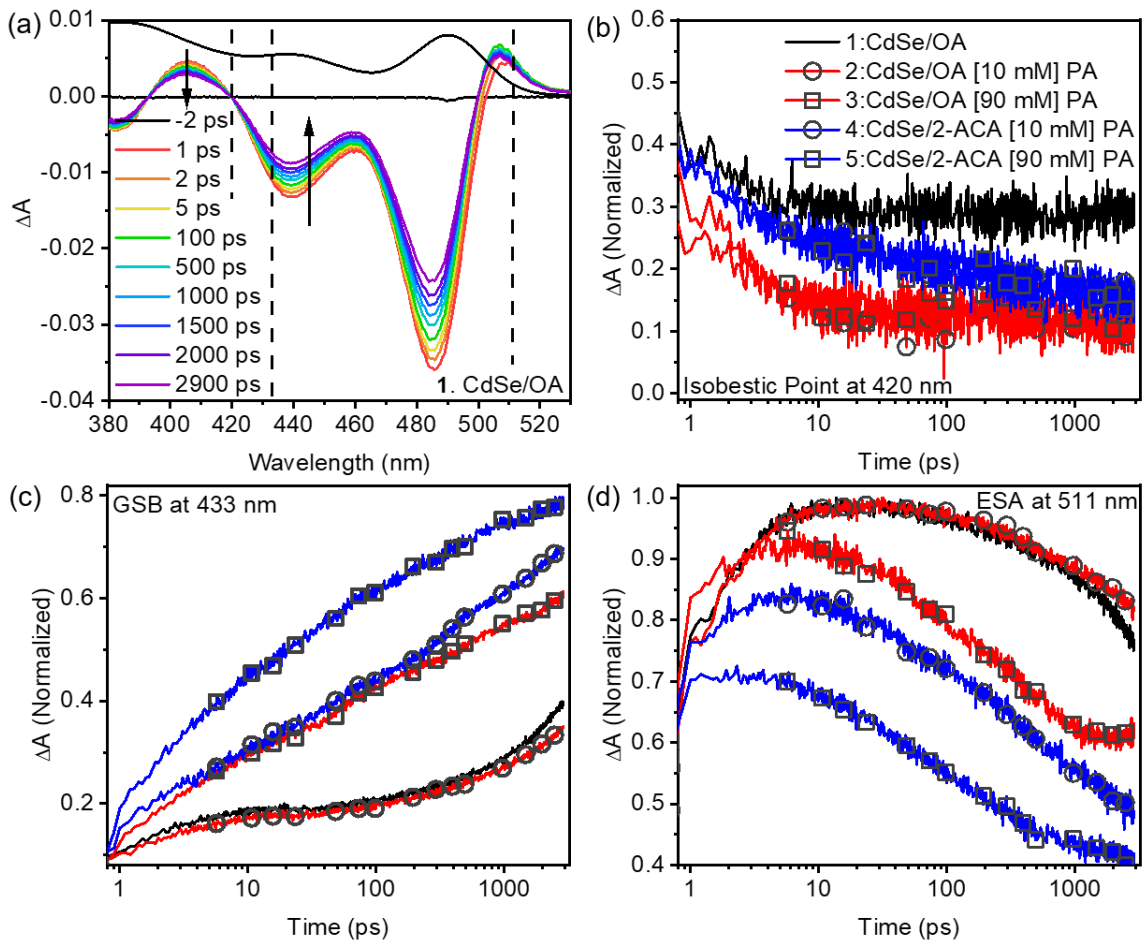 (a)
0.01
0.00
-0.01
-0.02
-0.03
-0.04
ΔA
-2 ps
1 ps
2 ps
5 ps
100 ps
500 ps
1000 ps
1500 ps
2000 ps
2900 ps
1. CdSe/OA
380 400 420 440 460 480 500 520
Wavelength (nm)
(b)
0.6
0.5
0.4
0.3
0.2
0.1
0.0
ΔA (Normalized)
1:CdSe/OA
2:CdSe/OA [10 mM] PA
3:CdSe/OA [90 mM] PA
4:CdSe/2-ACA [10 mM] PA
5:CdSe/2-ACA [90 mM] PA
Isobestic Point at 420 nm
1 10 100 1000
Time (ps)
(c)
GSB at 433 nm
0.8
0.6
0.4
0.2
ΔA (Normalized)
1 10 100 1000
Time (ps)
(d)
ESA at 511 nm
1.0
0.9
0.8
0.7
0.6
0.5
0.4
ΔA (Normalized)
1 10 100 1000
Time (ps)